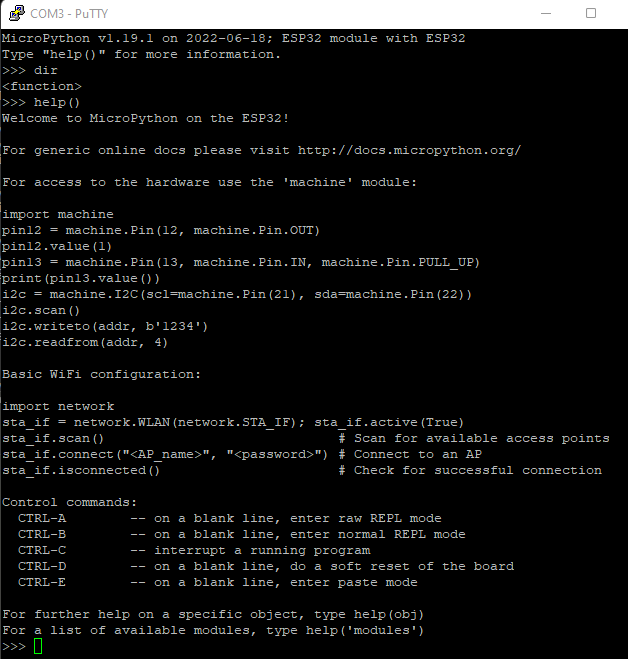 COM3 - PuTTY
MicroPython v1.19.1 on 2022-06-18; ESP32 module with ESP32
Type "help()" for more information.
>>> dir
<function>
>>> help()
Welcome to MicroPython on the ESP32!
For generic online docs please visit http://docs.micropython.org/
For access to the hardware use the 'machine' module:
import machine
pin12 = machine.Pin(12, machine.Pin.OUT)
pin12.value(1)
pin13 = machine.Pin(13, machine.Pin.IN, machine.Pin.PULL_UP)
print(pin13.value())
i2c = machine.I2C(scl=machine.Pin(21), sda=machine.Pin(22))
i2c.scan()
i2c.writeto(addr, b'1234')
i2c.readfrom(addr, 4)
Basic WiFi configuration:
import network
sta_if = network.WLAN(network.STA_IF); sta_if.active(True)
sta_if.scan()                             # Scan for available access points
sta_if.connect("<AP_name>", "<password>") # Connect to an AP
sta_if.isconnected()                      # Check for successful connection
Control commands:
  CTRL-A        -- on a blank line, enter raw REPL mode
  CTRL-B        -- on a blank line, enter normal REPL mode
  CTRL-C        -- interrupt a running program
  CTRL-D        -- on a blank line, do a soft reset of the board
  CTRL-E        -- on a blank line, enter paste mode
For further help on a specific object, type help(obj)
For a list of available modules, type help('modules')
>>>